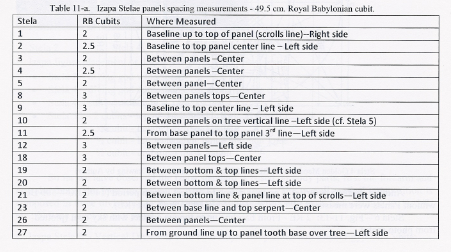 Table 11-a. Izapa Stelae panels spacing measurements - 49.5 cm. Royal Babylonian cubit.
Stela RB Cubits Where Measured
1 2 Baseline up to top of panel (scrolls line)—Right side
2 2.5 Baseline to top panel center line – Left side
3 2 Between panels –Center
4 2.5 Between panels –Center
5 2 Between panel—Center
8 3 Between panels tops—Center
9 3 Baseline to top center line – Left side
10 2 Between panels on tree vertical line –Left side (cf. Stela 5)
11 2.5 From base panel to top panel 3rd line—Left side
12 3 Between panels—Left side
18 3 Between panel tops—Center
19 2 Between bottom & top lines—Left side
20 2 Between bottom & top lines—Left side
21 2 Between bottom line & panel line at top of scrolls—Left side
23 2 Between base line and top serpent—Center
26 2 Between panels—Center
27 2 From ground line up to panel tooth base over tree—Left side